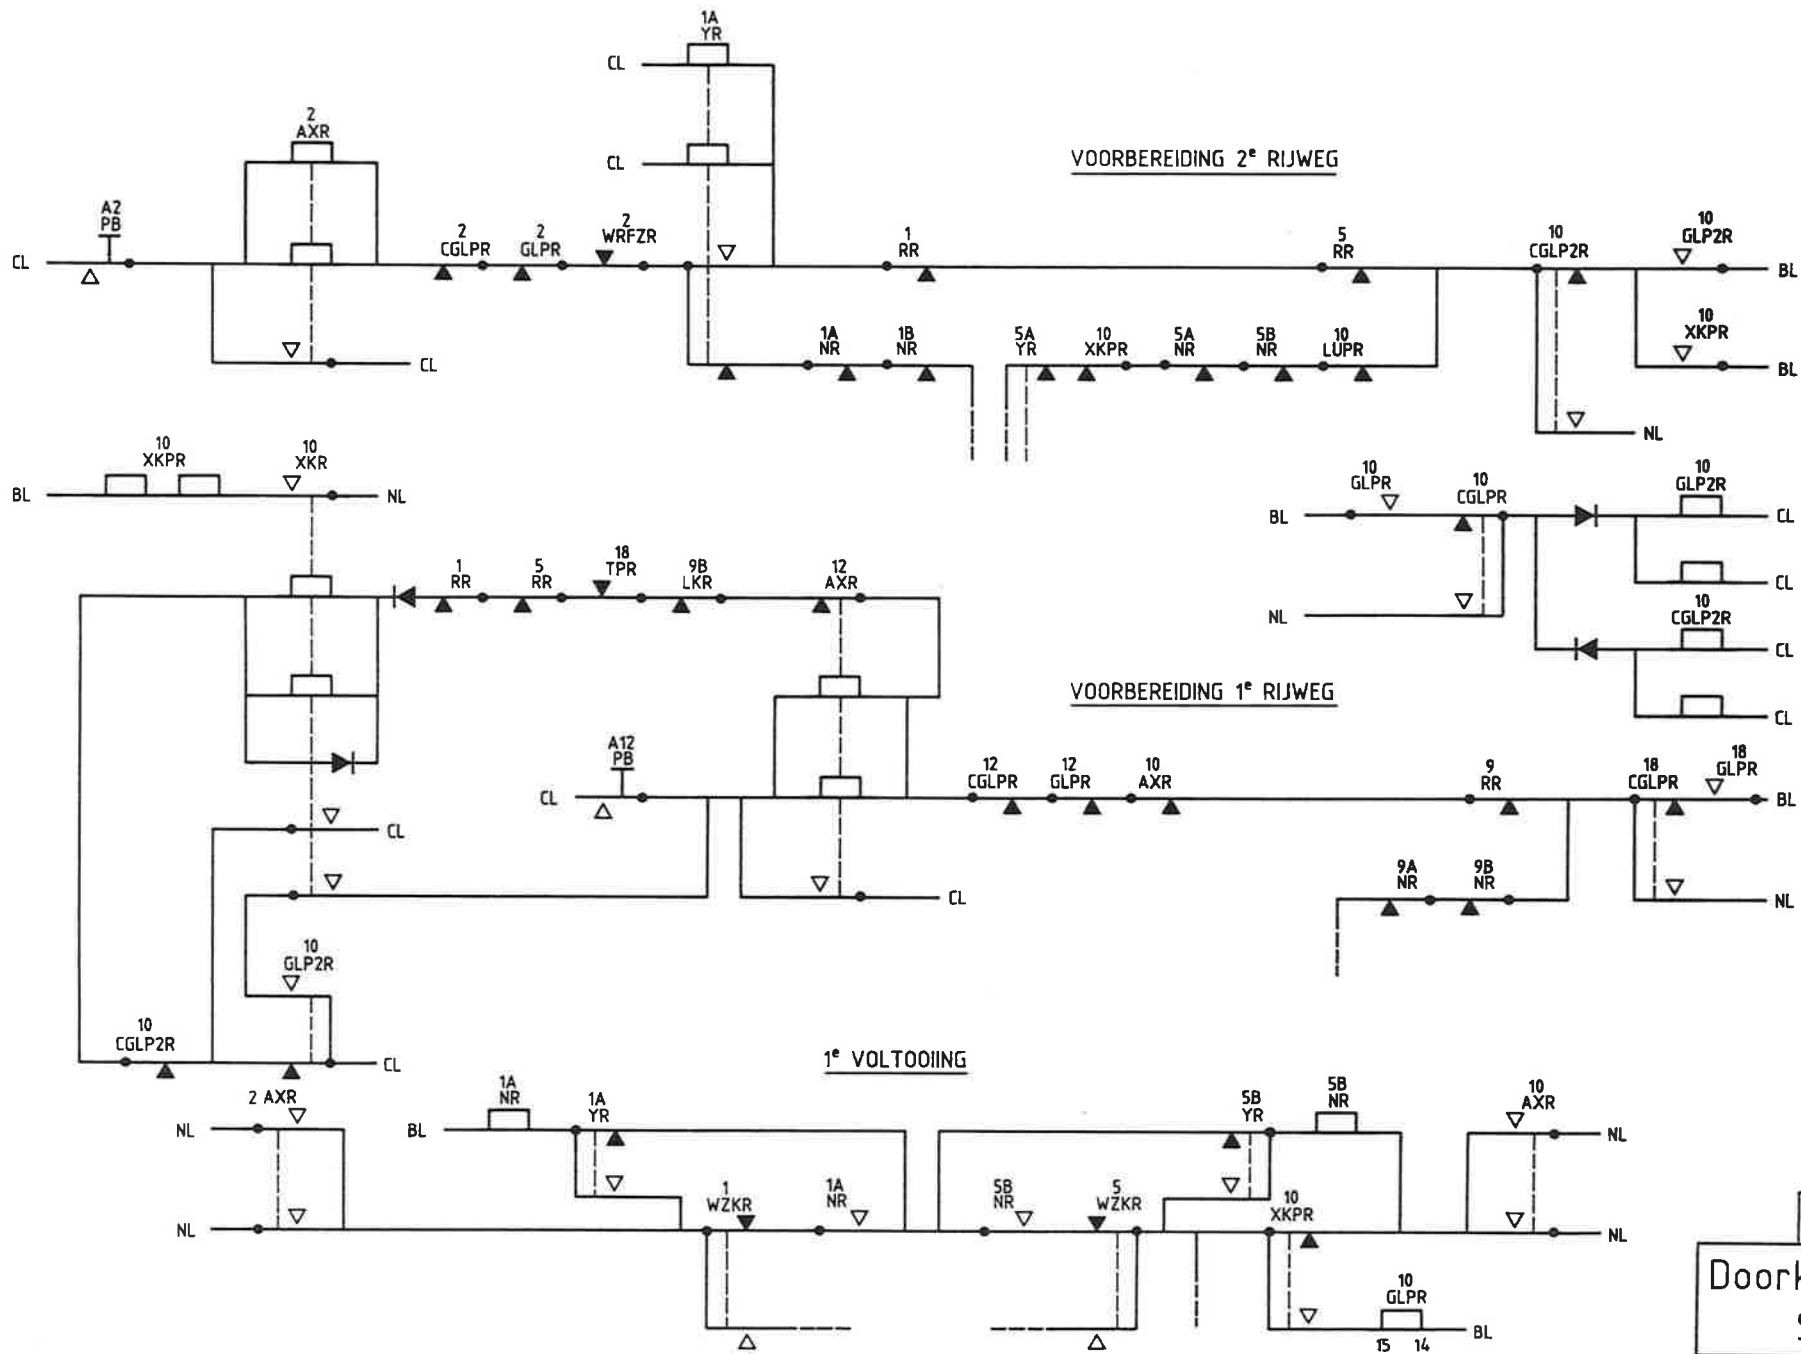 1A
YR
CL
2
AXR
CL
VOORBEREIDING 2e RIJWEG
A2
PB
2
CGLPR
2
GLPR
2
WRFZR
1
RR
5
RR
10
CGLP2R
10
GLP2R
CL
BL
1A
NR
1B
NR
5A
YR
10
XKPR
5A
NR
5B
NR
10
LUPR
10
XKPR
CL
BL
NL
10
XKPR
10
XKR
BL
NL
10
GLPR
10
CGLPR
10
GLP2R
BL
CL
1
RR
5
RR
18
TPR
9B
LKR
12
AXR
CL
NL
10
CGLP2R
CL
VOORBEREIDING 1e RIJWEG
CL
A12
PB
12
CGLPR
12
GLPR
10
AXR
9
RR
18
CGLPR
18
GLPR
CL
BL
CL
9A
NR
9B
NR
CL
NL
10
GLP2R
10
CGLP2R
CL
1e VOLTOOIING
2 AXR
1A
NR
1A
YR
5B
YR
5B
NR
10
AXR
NL
BL
NL
1
WZKR
1A
NR
5B
NR
5
WZKR
10
XKPR
NL
NL
10
GLPR
BL
15 14